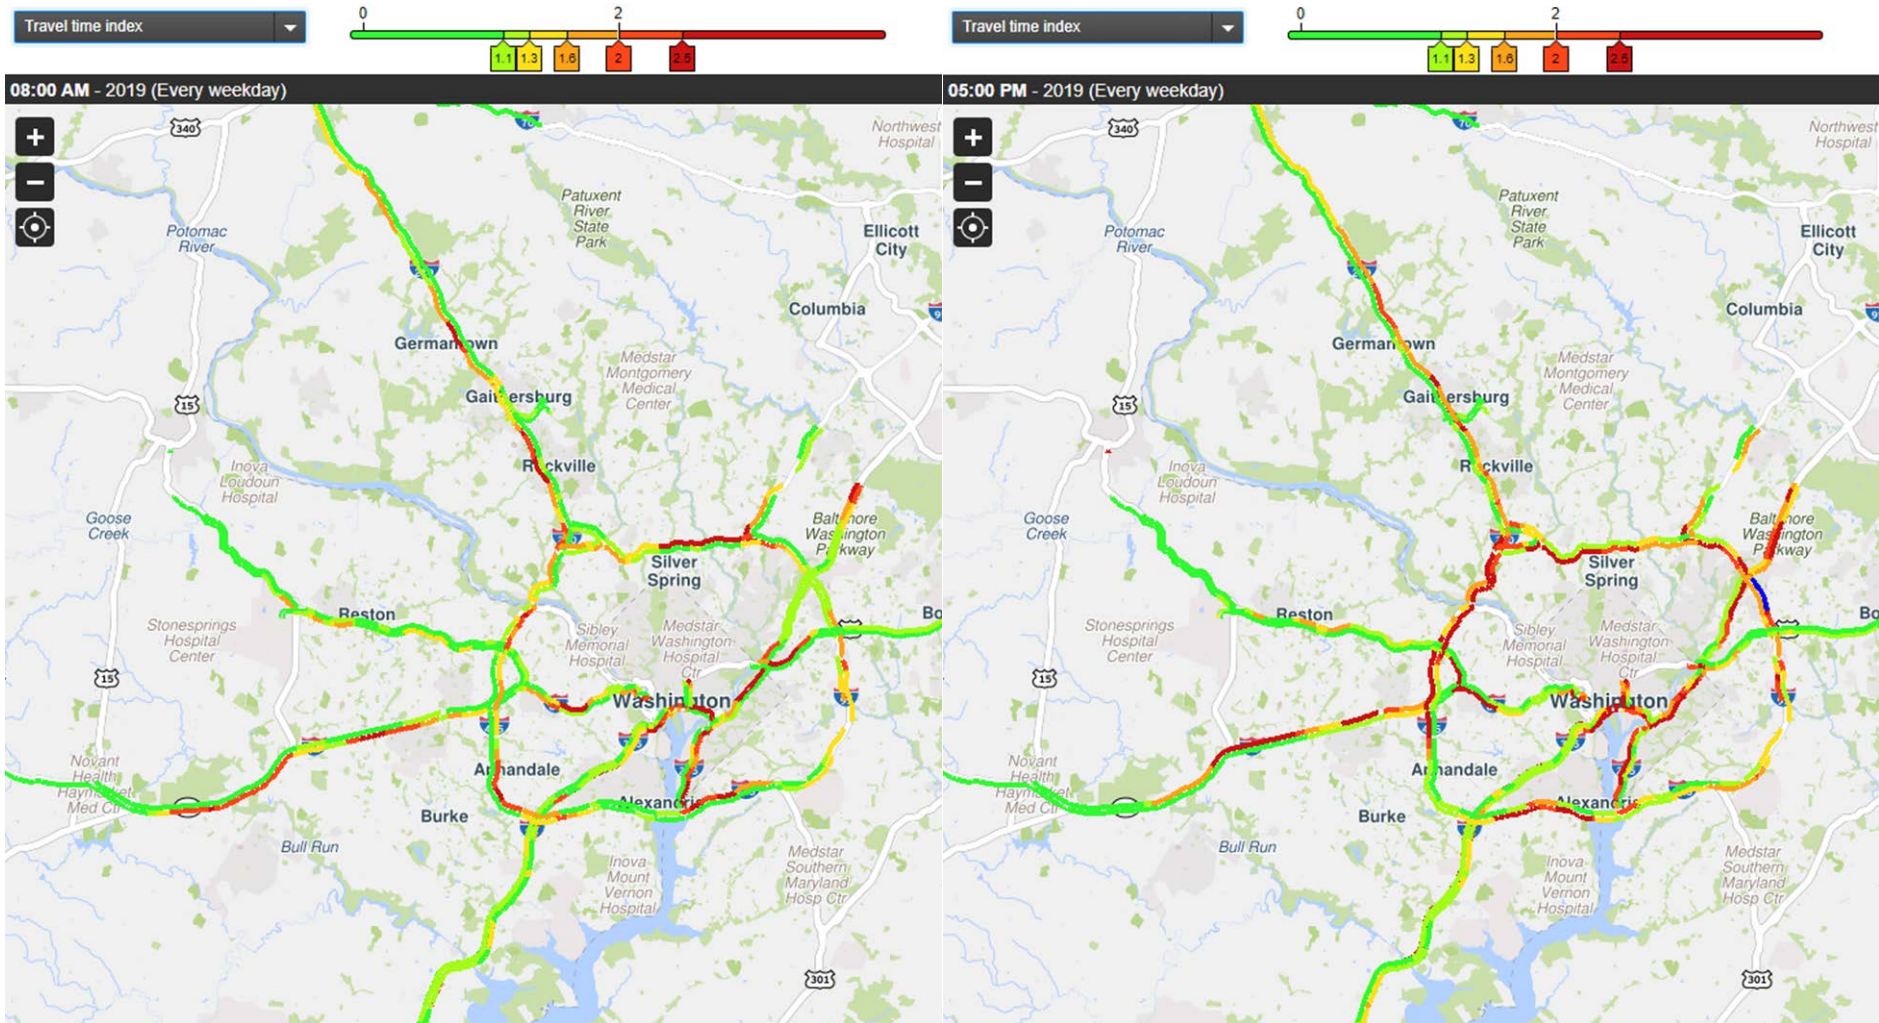 Travel time index
0
2
1.1
1.3
1.6
2
2.5
08:00 AM - 2019 (Every weekday)
+
−
340
70
Northwest
Hospital
Patuxent
River
State
Park
Potomac
River
Ellicott
City
Columbia
Germantown
Medstar
Montgomery
Medical
Center
Gaithersburg
15
Rockville
Inova
Loudoun
Hospital
Goose
Creek
Baltimore
Washington
Parkway
Silver
Spring
Reston
Bo
Stonesprings
Hospital
Center
Sibley
Memorial
Hospital
Medstar
Washington
Hospital
Ctr
15
Washington
Novant
Health
Haymarket
Med Ctr
Annandale
Alexandria
Burke
Bull Run
Inova
Mount
Vernon
Hospital
Medstar
Southern
Maryland
Hosp Ctr
301
Travel time index
0
2
1.1
1.3
1.6
2
2.5
05:00 PM - 2019 (Every weekday)
+
−
340
70
Northwest
Hospital
Patuxent
River
State
Park
Potomac
River
Ellicott
City
Columbia
Germantown
Medstar
Montgomery
Medical
Center
Gaithersburg
15
Rockville
Inova
Loudoun
Hospital
Goose
Creek
Baltimore
Washington
Parkway
Silver
Spring
Reston
Bo
Stonesprings
Hospital
Center
Sibley
Memorial
Hospital
Medstar
Washington
Hospital
Ctr
15
Washington
Novant
Health
Haymarket
Med Ctr
Annandale
Alexandria
Burke
Bull Run
Inova
Mount
Vernon
Hospital
Medstar
Southern
Maryland
Hosp Ctr
301